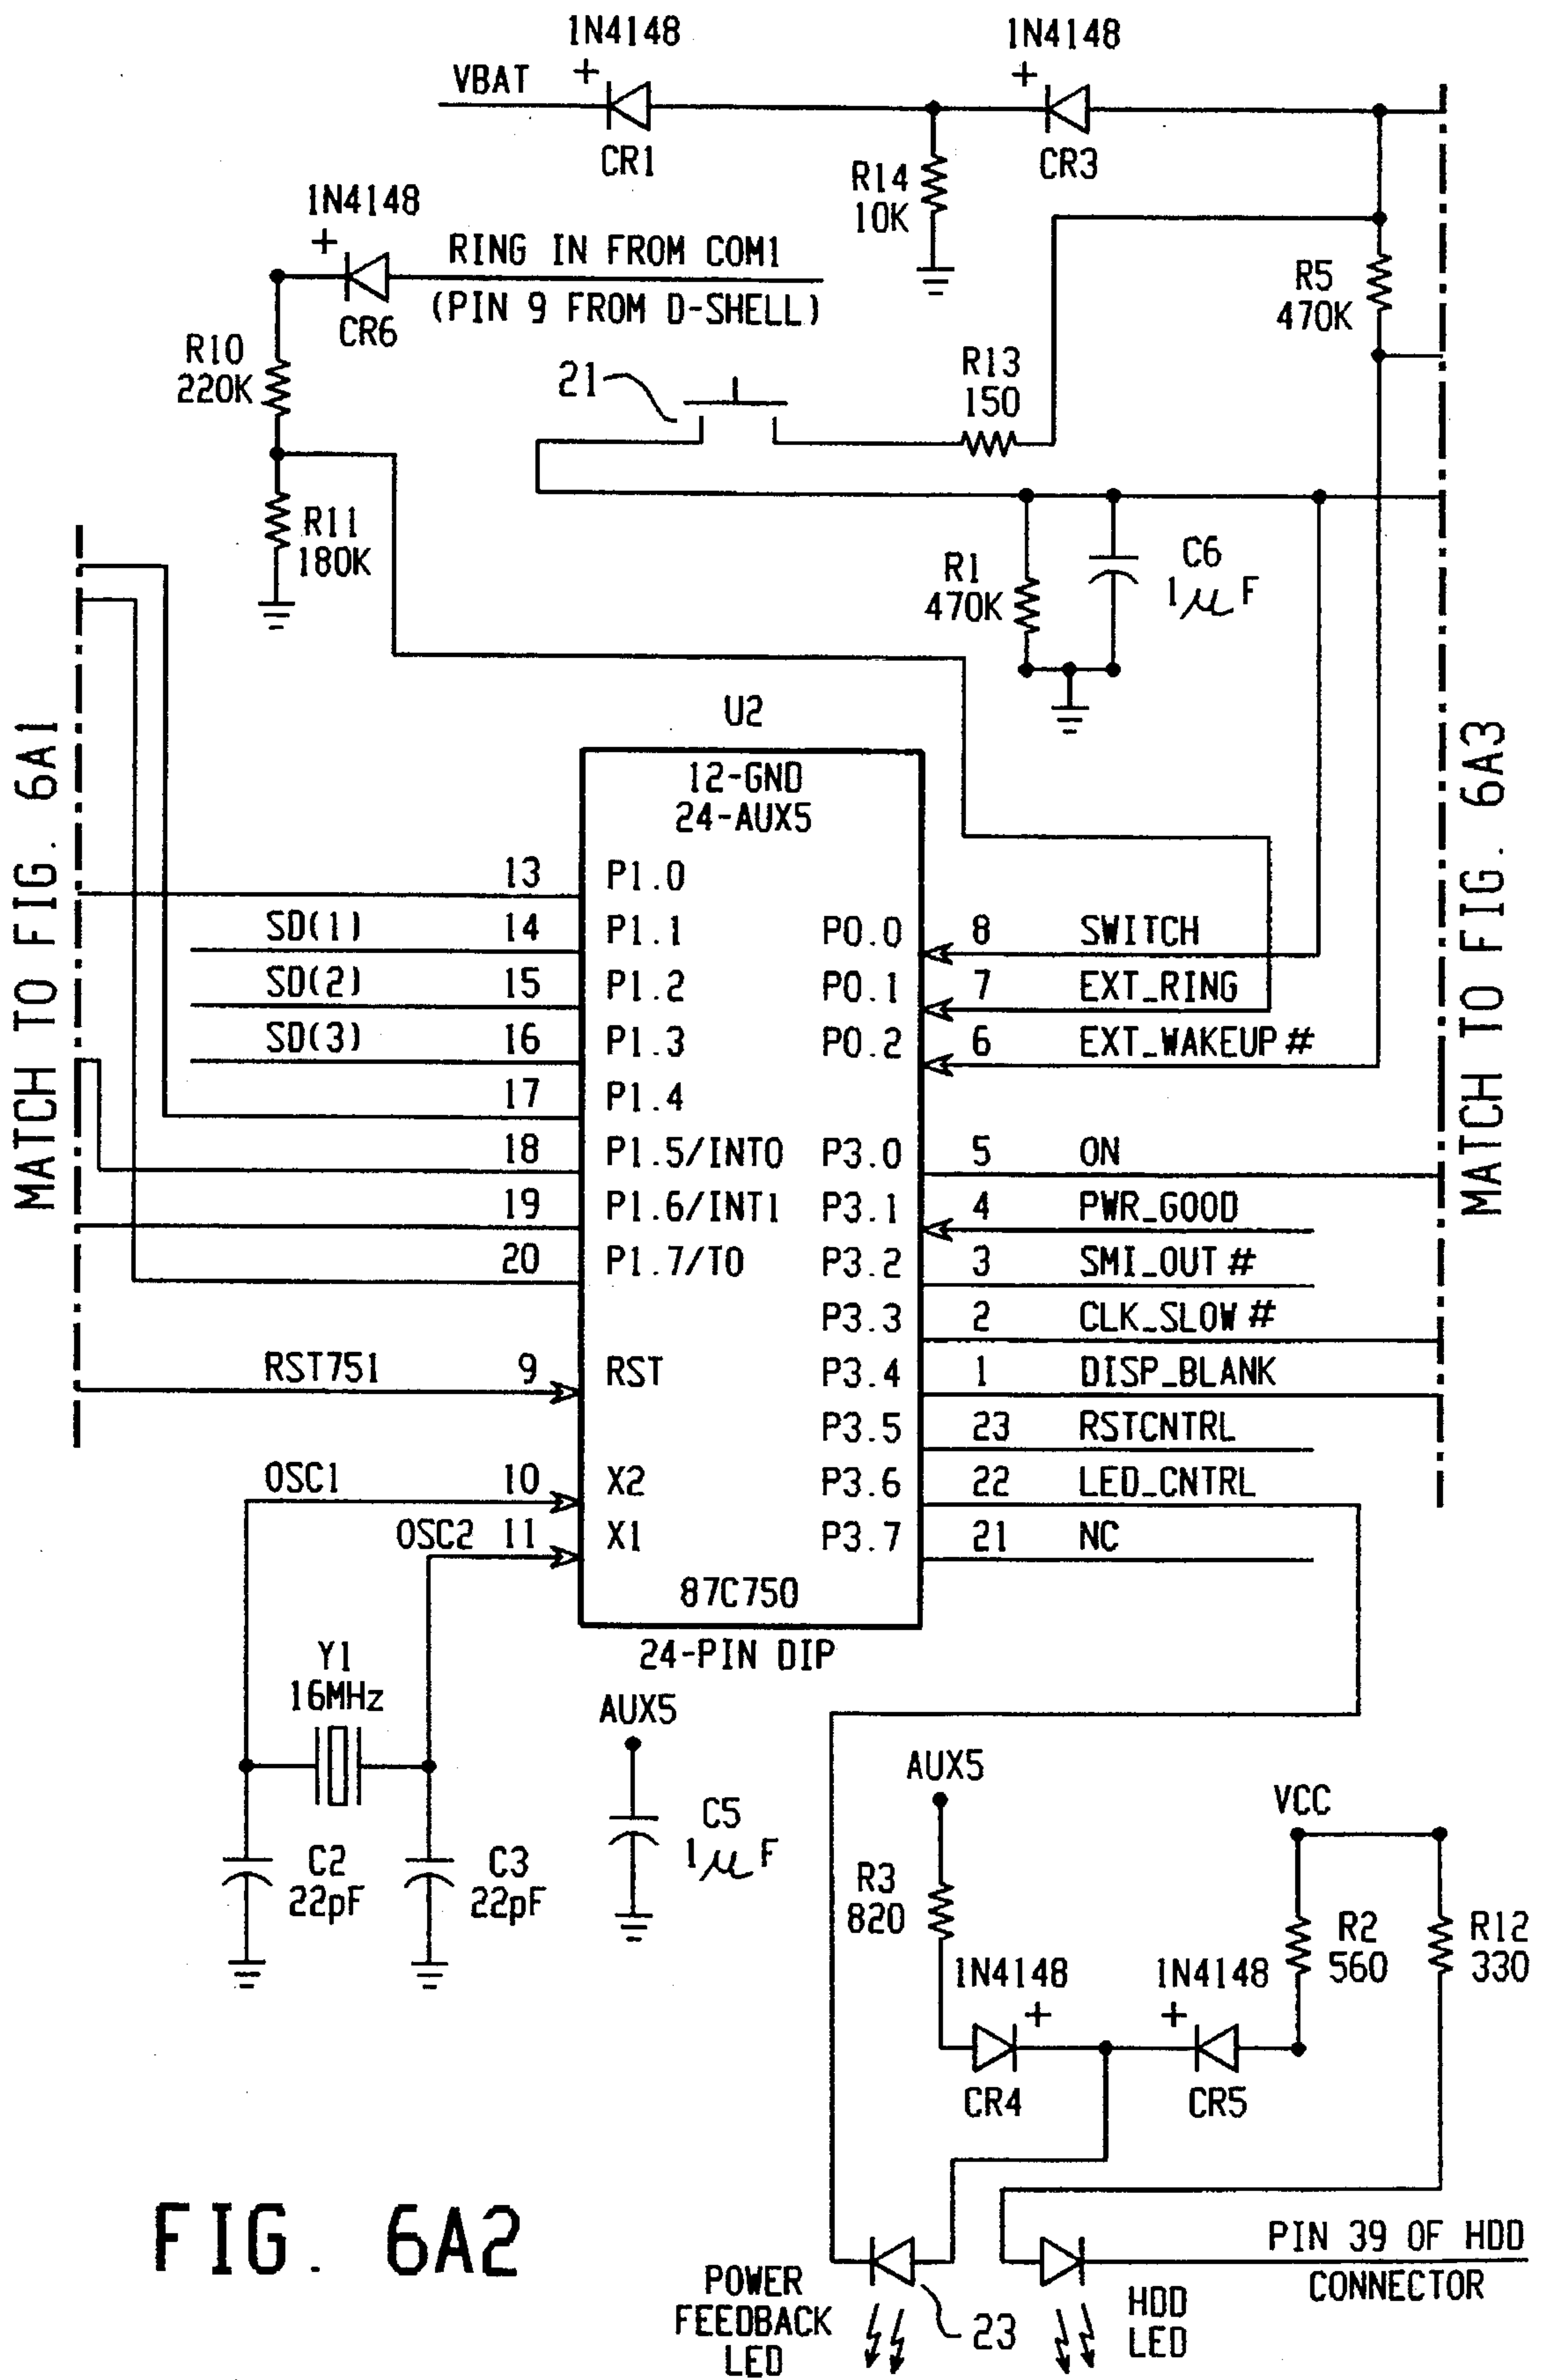 1N4148
1N4148
VBAT
+
+
CR1
CR3
R14
10K
1N4148
+
RING IN FROM COM1
(PIN 9 FROM D-SHELL)
CR6
R5
470K
R10
220K
21
R13
150
R11
180K
R1
470K
C6
1μF
MATCH TO FIG. 6A1
MATCH TO FIG. 6A3
U2
12-GND
24-AUX5
13 P1.0
SD(1) 14 P1.1
P0.0 8 SWITCH
SD(2) 15 P1.2
P0.1 7 EXT_RING
SD(3) 16 P1.3
P0.2 6 EXT_WAKEUP#
17 P1.4
18 P1.5/INT0
P3.0 5 ON
19 P1.6/INT1
P3.1 4 PWR_GOOD
20 P1.7/T0
P3.2 3 SMI_OUT#
P3.3 2 CLK_SLOW#
RST751 9 RST
P3.4 1 DISP_BLANK
P3.5 23 RSTCNTRL
OSC1 10 X2
P3.6 22 LED_CNTRL
OSC2 11 X1
P3.7 21 NC
87C750
24-PIN DIP
Y1
16MHz
AUX5
C5
1μF
C2
22pF
C3
22pF
AUX5
VCC
R3
820
R2
560
R12
330
1N4148
+
1N4148
+
CR4
CR5
FIG. 6A2
POWER
FEEDBACK
LED
23
HDD
LED
PIN 39 OF HDD
CONNECTOR